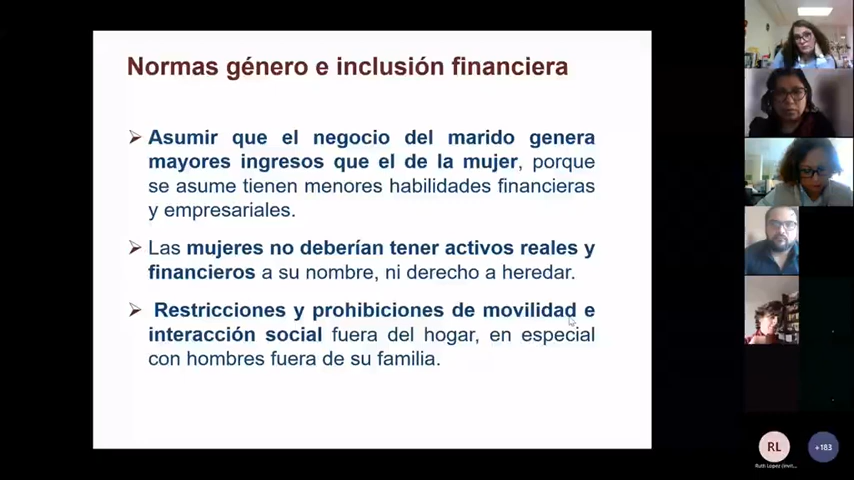 Normas género e inclusión financiera
Asumir que el negocio del marido genera
mayores ingresos que el de la mujer, porque
se asume tienen menores habilidades financieras
y empresariales.
Las mujeres no deberían tener activos reales y
financieros a su nombre, ni derecho a heredar.
Restricciones y prohibiciones de movilidad e
interacción social fuera del hogar, en especial
con hombres fuera de su familia.
RL
+183
Ruth Lopez (Invit...